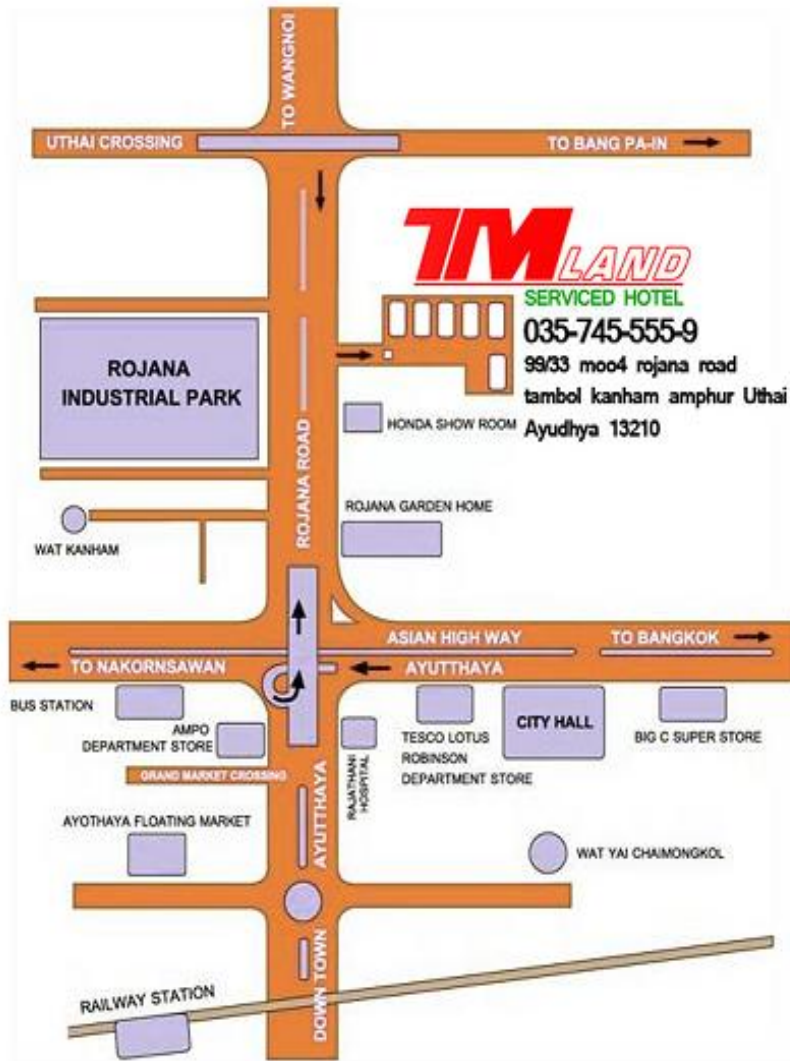 TO WANGNOI
UTHAI CROSSING
TO BANG PA-IN
TM LAND
SERVICED HOTEL
035-745-555-9
99/33 moo4 rojana road
tambol kanham amphur Uthai
Ayudhya 13210
ROJANA
INDUSTRIAL PARK
HONDA SHOW ROOM
ROJANA ROAD
ROJANA GARDEN HOME
WAT KANHAM
ASIAN HIGH WAY
TO BANGKOK
TO NAKORNSAWAN
AYUTTHAYA
BUS STATION
AMPO
DEPARTMENT STORE
RAJATHANI
HOSPITAL
TESCO LOTUS
ROBINSON
DEPARTMENT STORE
CITY HALL
BIG C SUPER STORE
GRAND MARKET CROSSING
AYUTTHAYA
AYOTHAYA FLOATING MARKET
WAT YAI CHAIMONGKOL
DOWN TOWN
RAILWAY STATION